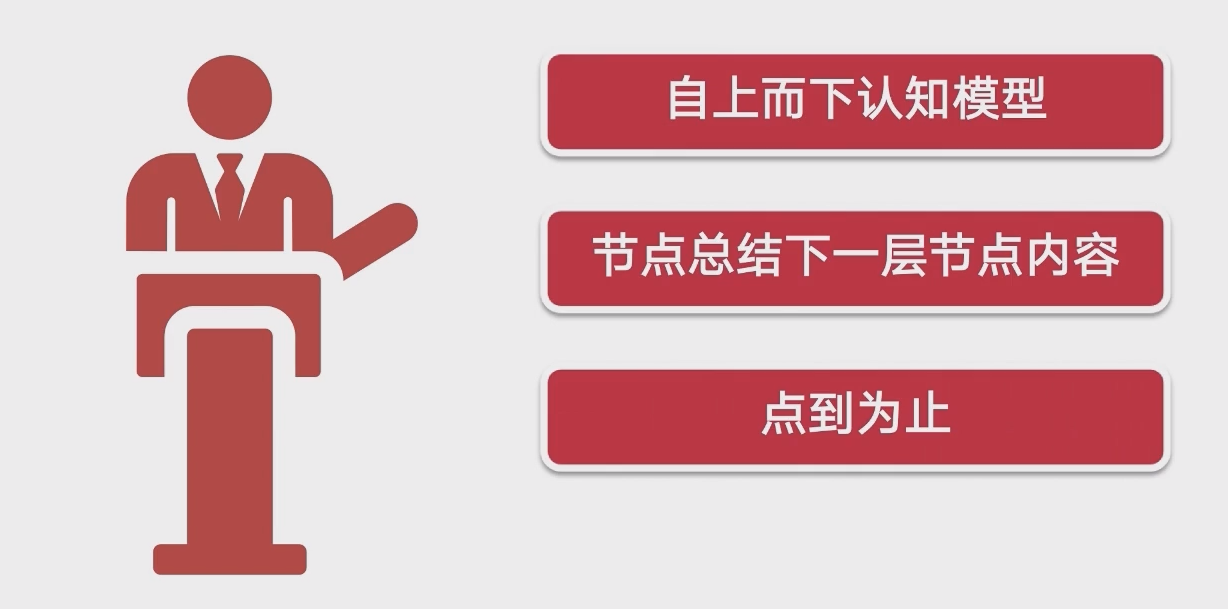 自上而下认知模型
节点总结下一层节点内容
点到为止